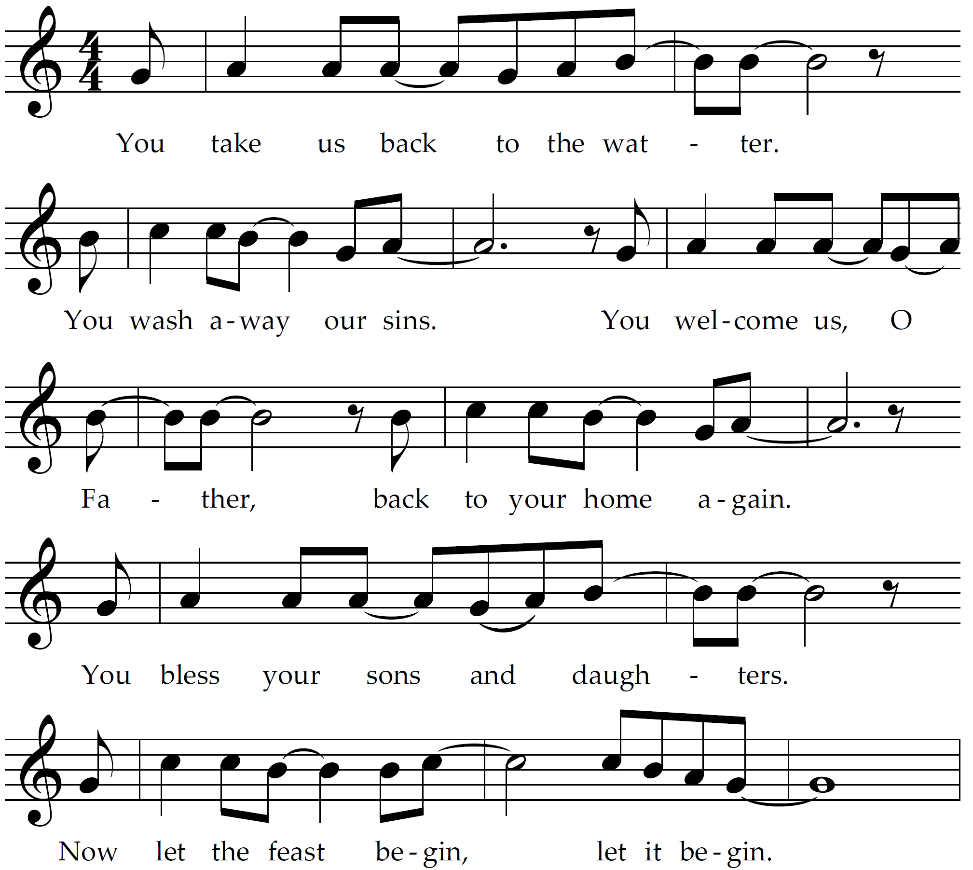 4
4
You take us back to the wat - ter.
You wash a - way our sins. You wel - come us, O
Fa - ther, back to your home a - gain.
You bless your sons and daugh - ters.
Now let the feast be - gin, let it be - gin.